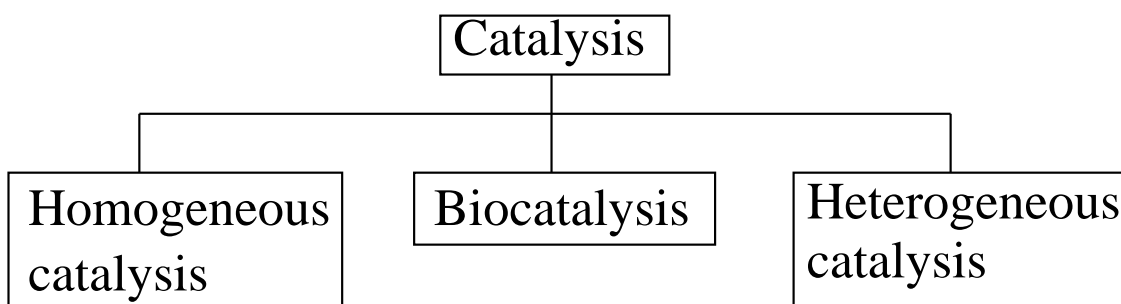 Catalysis
Homogeneous
catalysis
Biocatalysis
Heterogeneous
catalysis